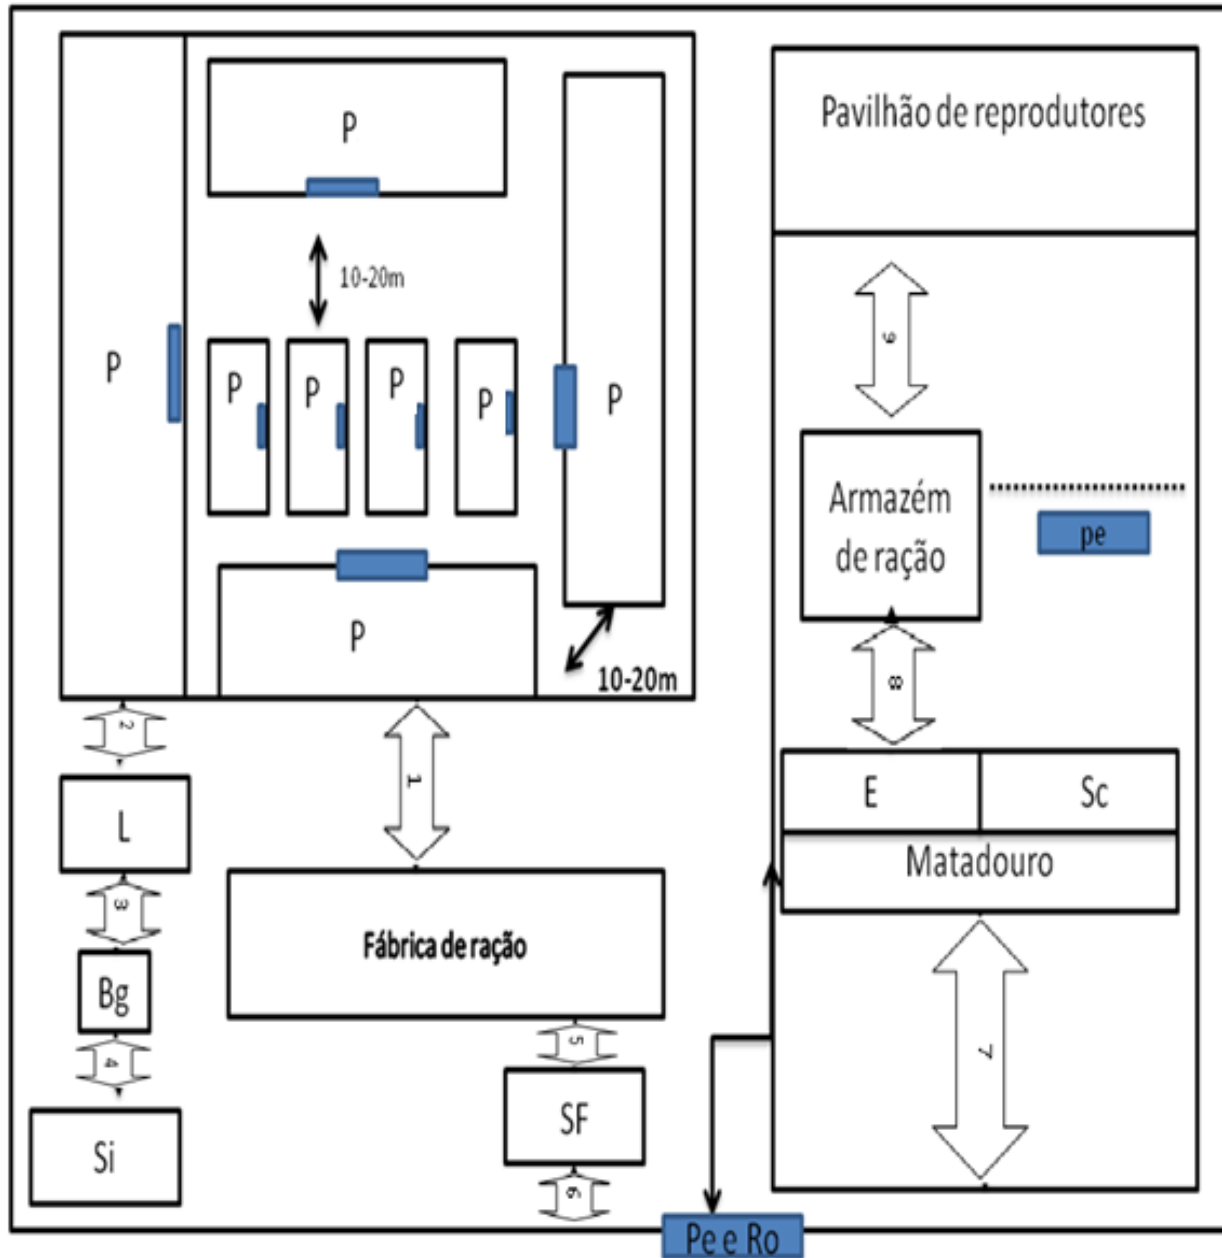 P
Pavilhão de reprodutores
10-20m
P
P
P
P
P
P
P
P
10-20m
9
Armazém
de ração
pe
8
E
Sc
Matadouro
2
1
L
3
Fábrica de ração
Bg
4
5
SF
Si
6
7
Pe e Ro